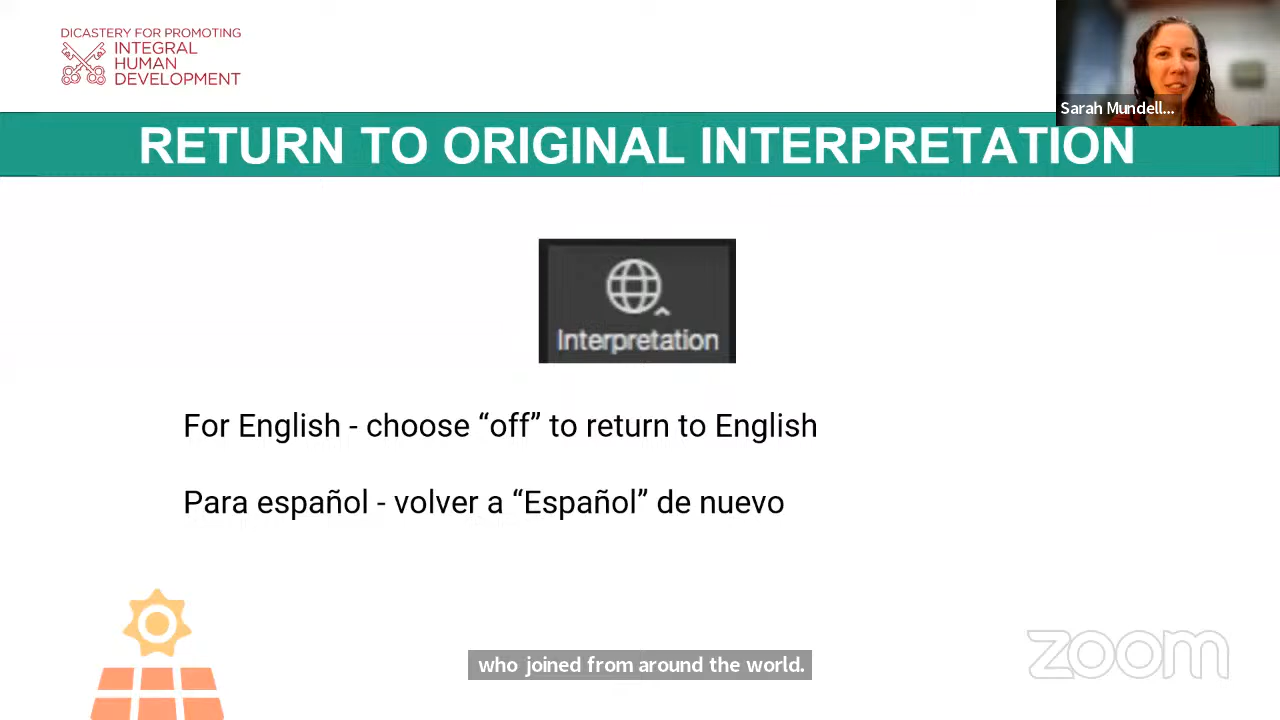 DICASTERY FOR PROMOTING
INTEGRAL
HUMAN
DEVELOPMENT
Sarah Mundell...
RETURN TO ORIGINAL INTERPRETATION
Interpretation
For English - choose “off” to return to English
Para español - volver a “Español” de nuevo
who joined from around the world.
zoom